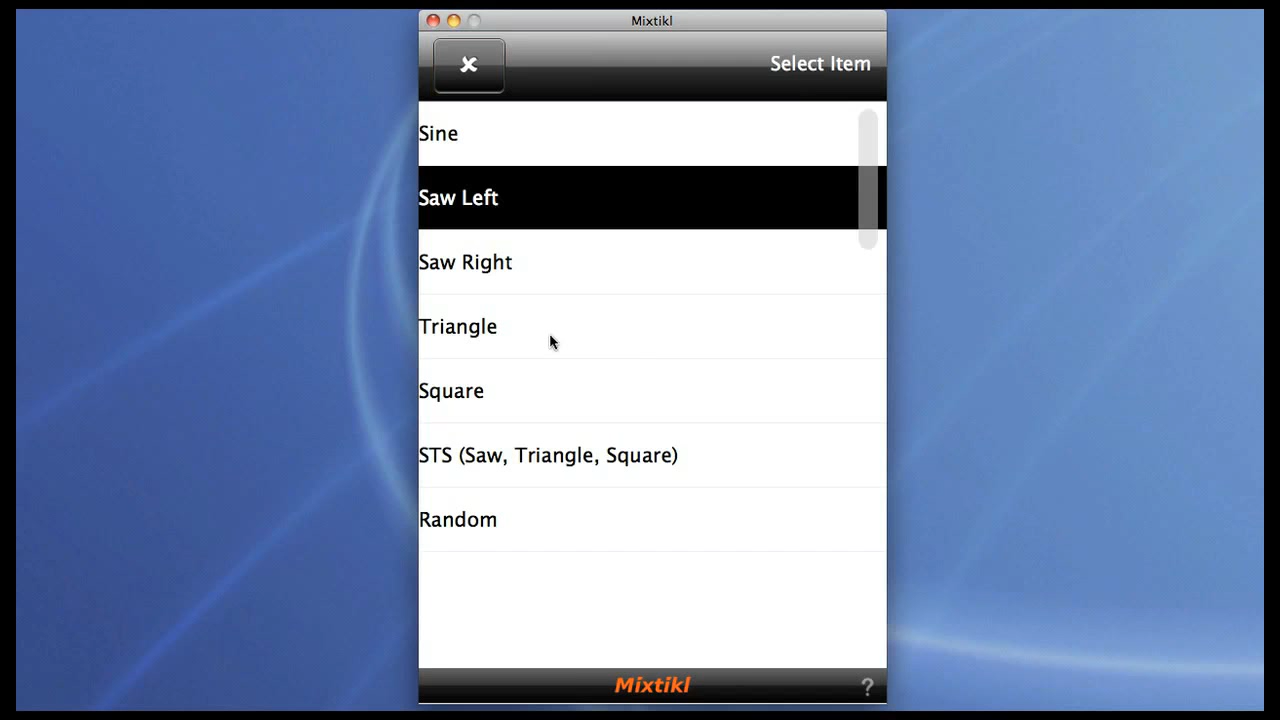 Mixtikl
Select Item
Sine
Saw Left
Saw Right
Triangle
Square
STS (Saw, Triangle, Square)
Random
Mixtikl
?